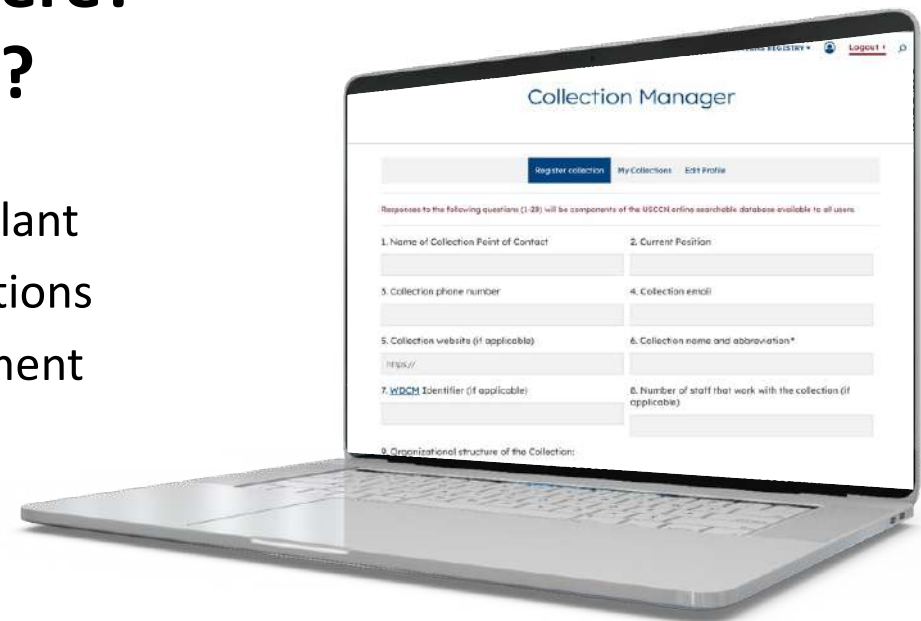 ?
lant
tions
nent
Logout
Collection Manager
Register collection My Collections Edit Profile
Responses to the following questions (1-29) will be components of the USCCN online searchable database available to all users.
1. Name of Collection Point of Contact 2. Current Position
3. Collection phone number 4. Collection email
5. Collection website (if applicable) 6. Collection name and abbreviation*
https://
7. WDCM Identifier (if applicable) 8. Number of staff that work with the collection (if
applicable)
9. Organizational structure of the Collection: